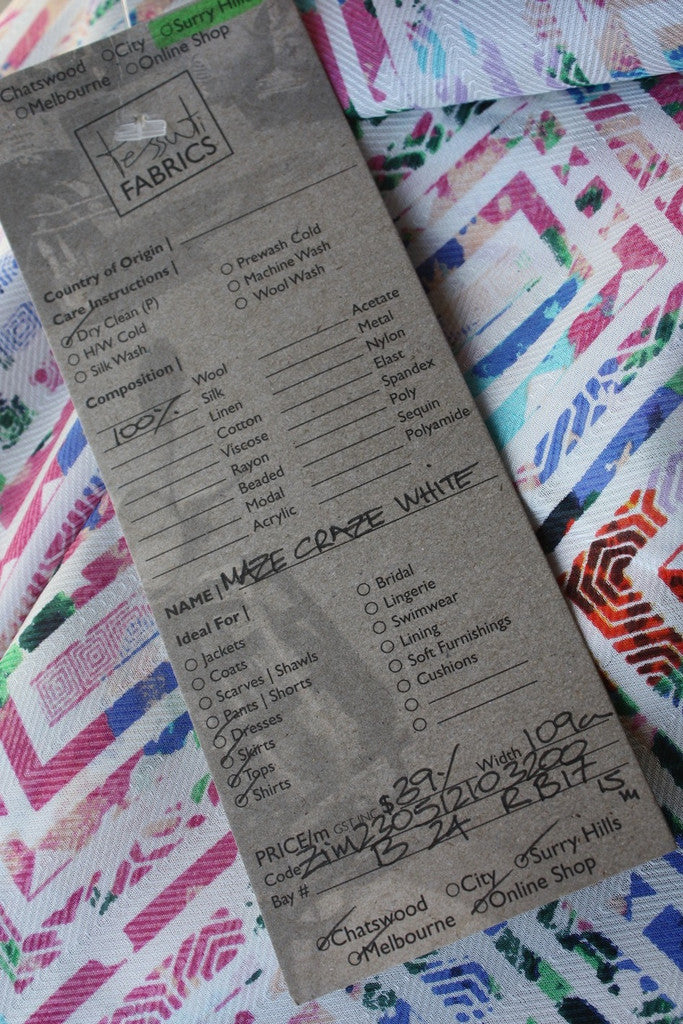 Chatswood ○City ○Surry Hills
○Melbourne ○Online Shop
tessuti
FABRICS
Country of Origin |
Care Instructions |
○ Dry Clean (P)
○ H/W Cold
○ Silk Wash
○ Prewash Cold
○ Machine Wash
○ Wool Wash
Composition |
Wool
100% Silk
Linen
Cotton
Viscose
Rayon
Beaded
Modal
Acrylic
Acetate
Metal
Nylon
Elast
Spandex
Poly
Sequin
Polyamide
NAME | MAZE CRAZE WHITE
Ideal For |
○ Jackets
○ Coats
○ Scarves | Shawls
○ Pants | Shorts
○ Dresses
○ Skirts
○ Tops
○ Shirts
○ Bridal
○ Lingerie
○ Swimwear
○ Lining
○ Soft Furnishings
○ Cushions
○
○
PRICE/m GST INC $39./ Width 109cm
Code Zim230512103200
Bay # 13 24 RB17 15m
○Chatswood ○City ○Surry Hills
○Melbourne ○Online Shop